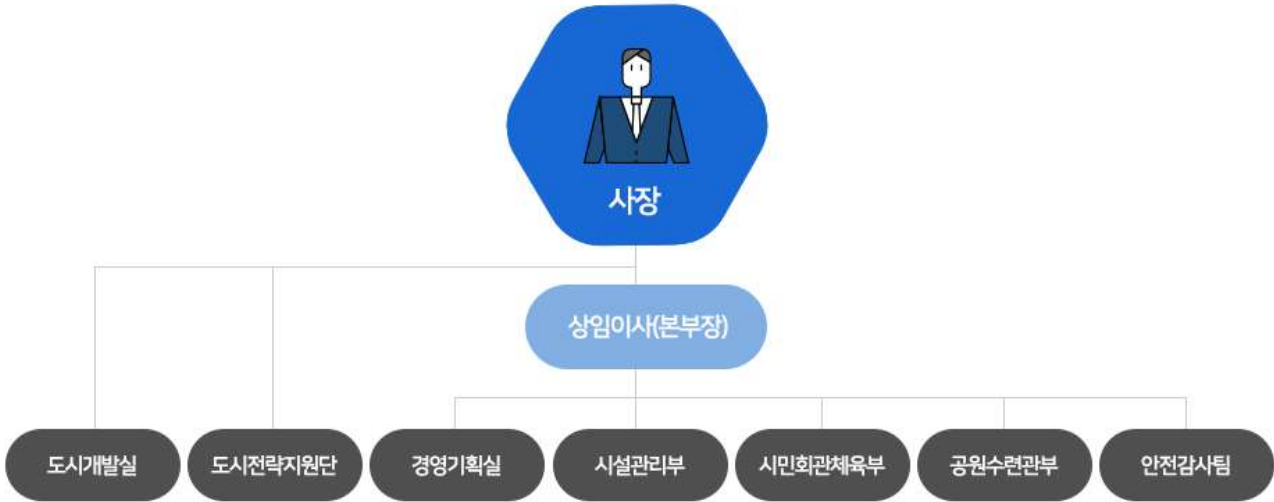 사장
상임이사(본부장)
도시개발실
도시전략지원단
경영기획실
시설관리부
시민회관체육부
공원수련관부
안전감사팀